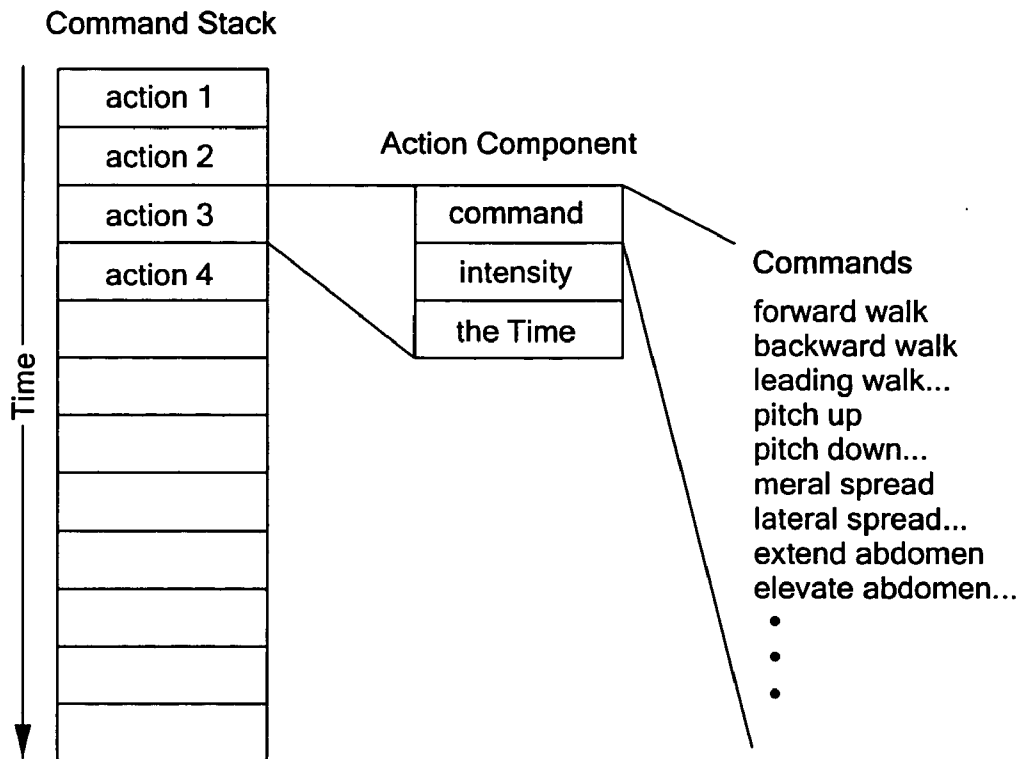 Command Stack
action 1
action 2
action 3
action 4
Time
Action Component
command
intensity
the Time
Commands
forward walk
backward walk
leading walk...
pitch up
pitch down...
meral spread
lateral spread...
extend abdomen
elevate abdomen...